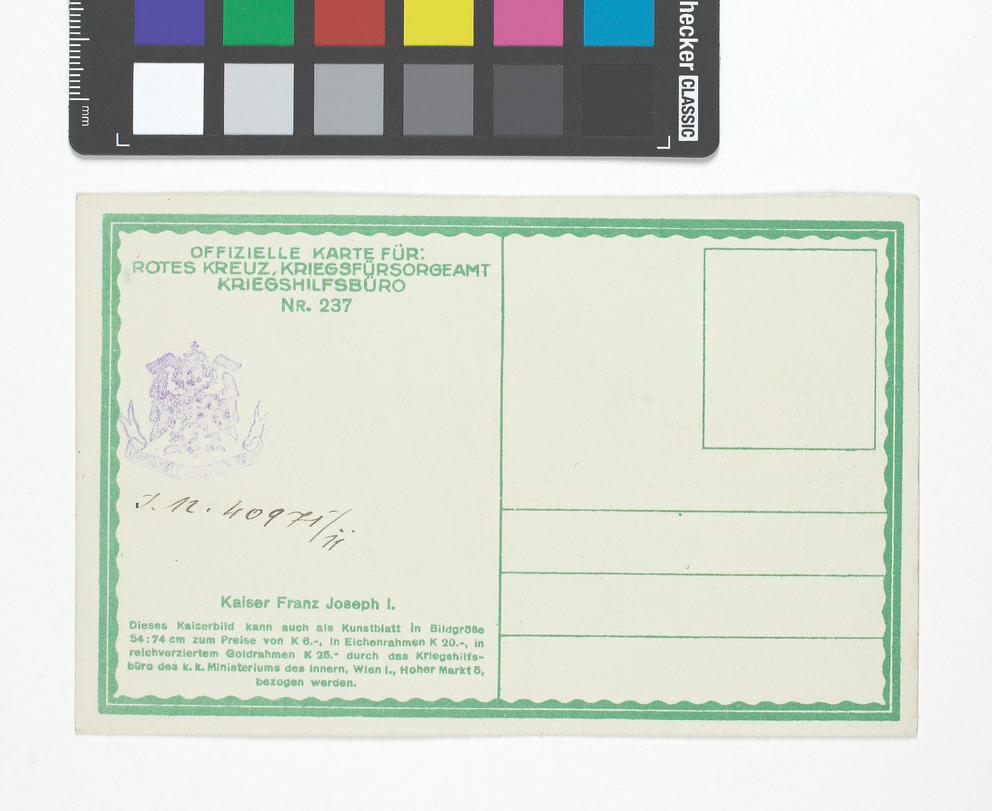 hecker CLASSIC
mm
OFFIZIELLE KARTE FÜR:
ROTES KREUZ, KRIEGSFÜRSORGEAMT
KRIEGSHILFSBÜRO
NR. 237
J. N. 40971/
II
Kaiser Franz Joseph I.
Dieses Kaiserbild kann auch als Kunstblatt in Bildgröße
54:74 cm zum Preise von K 6.-, in Eichenrahmen K 20.-, in
reichverziertem Goldrahmen K 25.- durch das Kriegshilfs-
büro des k. k. Ministeriums des Innern, Wien I., Hoher Markt 5,
bezogen werden.